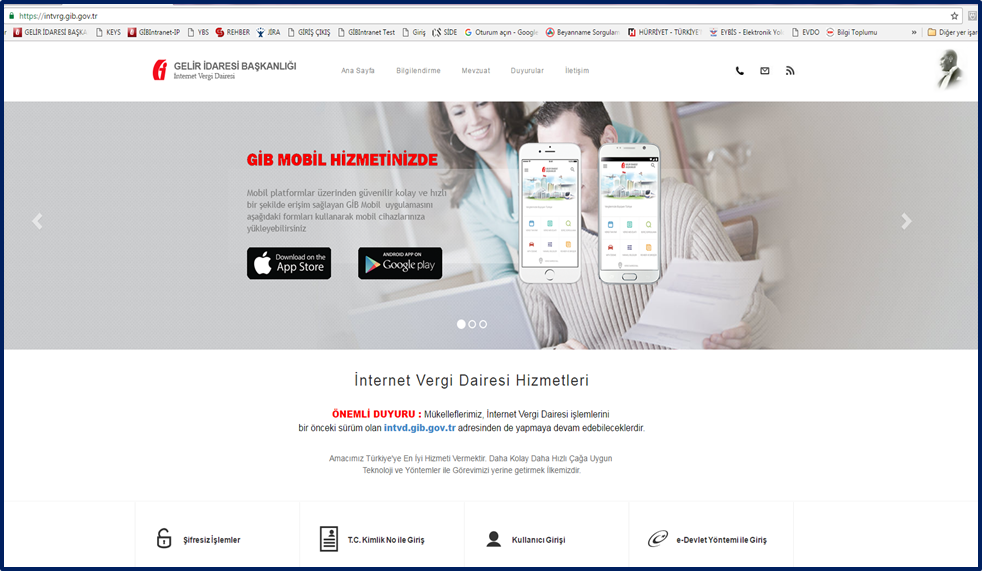 https://intvrg.gib.gov.tr
GELİR İDARESİ BAŞKA
KEYS
GİBIntranet-IP
YBS
REHBER
JIRA
GİRİŞ ÇIKIŞ
GİBIntranet Test
Giriş
SİDE
Oturum açın - Google
Beyanname Sorgulam
HÜRRİYET - TÜRKİYE'
EYBİS - Elektronik Yol
EVDO
Bilgi Toplumu
»
Diğer yer işar
GELİR İDARESİ BAŞKANLIĞI
İnternet Vergi Dairesi
Ana Sayfa
Bilgilendirme
Mevzuat
Duyurular
İletişim
GİB MOBİL HİZMETİNİZDE
Mobil platformlar üzerinden güvenilir kolay ve hızlı
bir şekilde erişim sağlayan GİB Mobil uygulamasını
aşağıdaki formları kullanarak mobil cihazlarınıza
yükleyebilirsiniz
Download on the
App Store
ANDROID APP ON
Google play
İnternet Vergi Dairesi Hizmetleri
ÖNEMLİ DUYURU : Mükelleflerimiz, İnternet Vergi Dairesi işlemlerini
bir önceki sürüm olan intvd.gib.gov.tr adresinden de yapmaya devam edebileceklerdir.
Amacımız Türkiye'ye En İyi Hizmeti Vermektir. Daha Kolay Daha Hızlı Çağa Uygun
Teknoloji ve Yöntemler ile Görevimizi yerine getirmek İlkemizdir.
Şifresiz İşlemler
T.C. Kimlik No ile Giriş
Kullanıcı Girişi
e-Devlet Yöntemi ile Giriş